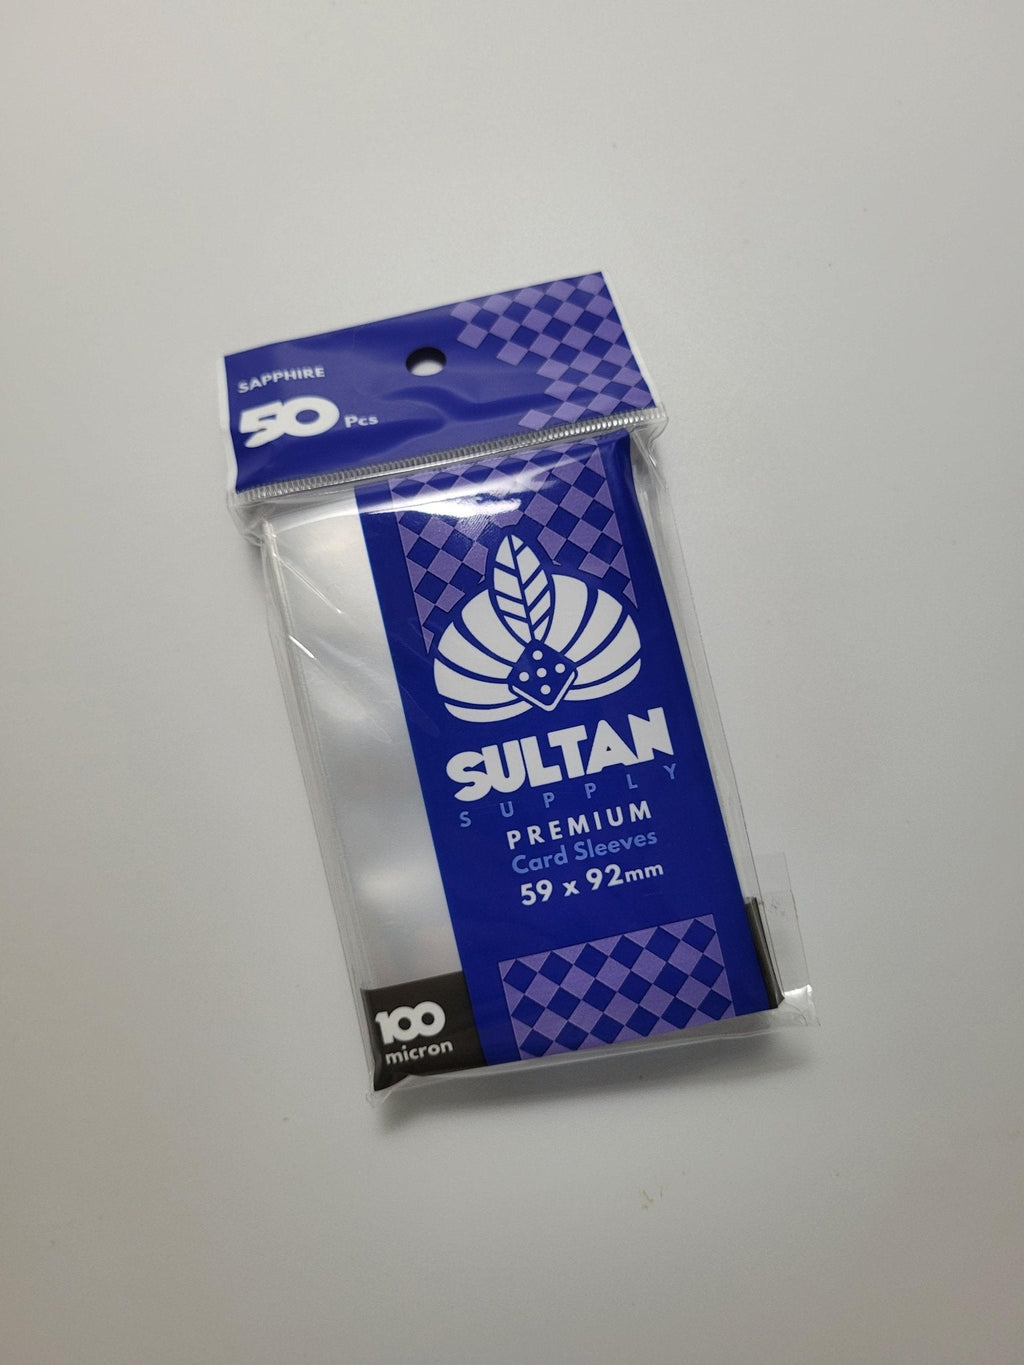 SAPPHIRE
50 Pcs
SULTAN
SUPPLY
PREMIUM
Card Sleeves
59 x 92mm
100
micron